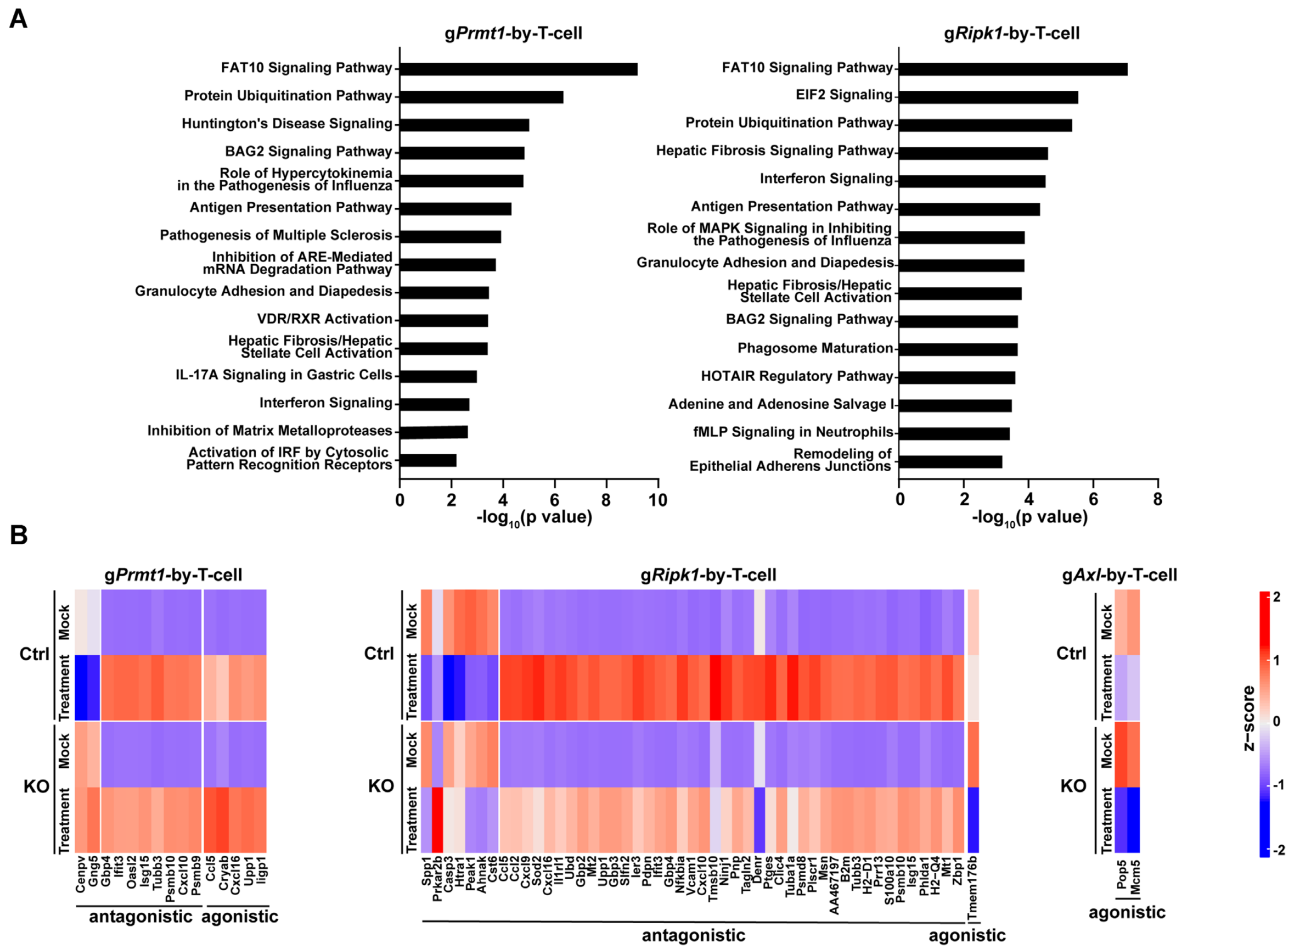 A
gPrmt1-by-T-cell
FAT10 Signaling Pathway
Protein Ubiquitination Pathway
Huntington's Disease Signaling
BAG2 Signaling Pathway
Role of Hypercytokinemia
in the Pathogenesis of Influenza
Antigen Presentation Pathway
Pathogenesis of Multiple Sclerosis
Inhibition of ARE-Mediated
mRNA Degradation Pathway
Granulocyte Adhesion and Diapedesis
VDR/RXR Activation
Hepatic Fibrosis/Hepatic
Stellate Cell Activation
IL-17A Signaling in Gastric Cells
Interferon Signaling
Inhibition of Matrix Metalloproteases
Activation of IRF by Cytosolic
Pattern Recognition Receptors
0 2 4 6 8 10
-log10(p value)
gRipk1-by-T-cell
FAT10 Signaling Pathway
EIF2 Signaling
Protein Ubiquitination Pathway
Hepatic Fibrosis Signaling Pathway
Interferon Signaling
Antigen Presentation Pathway
Role of MAPK Signaling in Inhibiting
the Pathogenesis of Influenza
Granulocyte Adhesion and Diapedesis
Hepatic Fibrosis/Hepatic
Stellate Cell Activation
BAG2 Signaling Pathway
Phagosome Maturation
HOTAIR Regulatory Pathway
Adenine and Adenosine Salvage I
fMLP Signaling in Neutrophils
Remodeling of
Epithelial Adherens Junctions
0 2 4 6 8
-log10(p value)
B
gPrmt1-by-T-cell
Ctrl
Mock
Treatment
KO
Mock
Treatment
Cenpv
Gng5
Gbp4
Ifit3
Oasl2
Isg15
Tubb3
Psmb10
Cxcl10
Psmb9
Ccl5
Cryab
Cxcl16
Upp1
Iigp1
antagonistic
agonistic
gRipk1-by-T-cell
Ctrl
Mock
Treatment
KO
Mock
Treatment
Spp1
Prkar2b
Casp3
Htra1
Peak1
Ahnak
Cst6
Ccl5
Ccl2
Cxcl9
Sod2
Cxcl16
Il1rl1
Ubd
Gbp2
Mt2
Upp1
Gbp3
Slfn2
Ier3
Pdpn
Ifit3
Gbp4
Nfkbia
Vcam1
Cxcl10
Tmsb10
Ninj1
Pnp
Tagln2
Denr
Ptges
Clic4
Tuba1a
Psmd8
Plscr1
Msn
AA467197
B2m
Tubb3
H2-D1
Prr13
S100a10
Psmb10
Isg15
Phlda1
H2-Q4
Mt1
Zbp1
Tmem176b
antagonistic
agonistic
gAxl-by-T-cell
Ctrl
Mock
Treatment
KO
Mock
Treatment
Pop5
Mcm5
agonistic
2
1
0
-1
-2
z-score